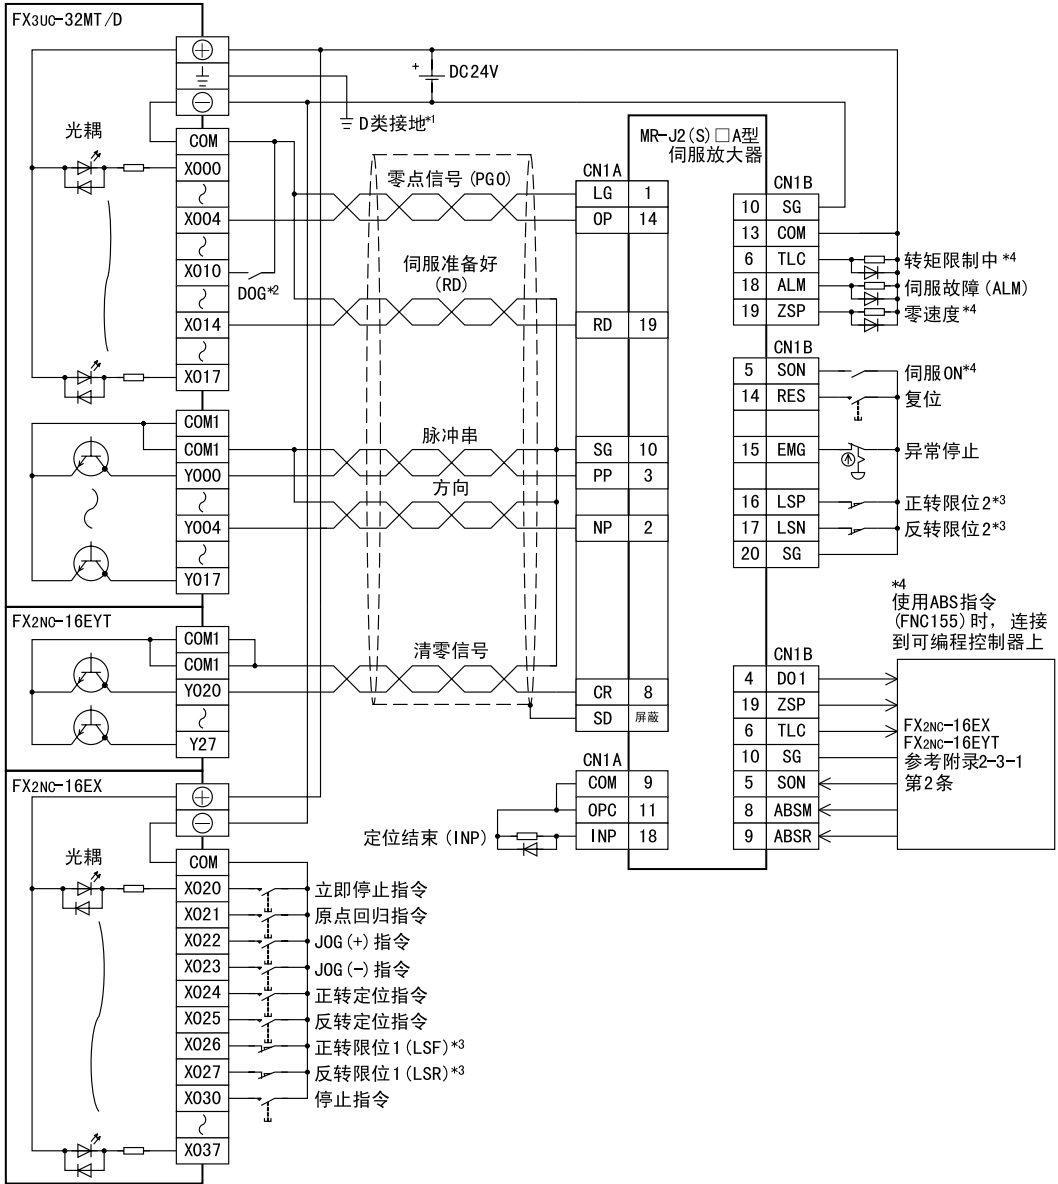 FX3UC-32MT/D
光耦
COM
X000
X004
X010
X014
X017
COM1
COM1
Y000
Y004
Y017
DC24V
+
D类接地*1
零点信号(PG0)
DOG*2
伺服准备好
(RD)
脉冲串
方向
清零信号
MR-J2(S)□A型
伺服放大器
CN1A
LG 1
OP 14
RD 19
SG 10
PP 3
NP 2
CR 8
SD 屏蔽
CN1A
COM 9
OPC 11
INP 18
定位结束(INP)
CN1B
10 SG
13 COM
6 TLC 转矩限制中*4
18 ALM 伺服故障(ALM)
19 ZSP 零速度*4
CN1B
5 SON 伺服ON*4
14 RES 复位
15 EMG 异常停止
16 LSP 正转限位2*3
17 LSN 反转限位2*3
20 SG
*4
使用ABS指令
(FNC155)时，连接
到可编程控制器上
CN1B
4 DO1
19 ZSP
6 TLC
10 SG
5 SON
8 ABSM
9 ABSR
FX2NC-16EX
FX2NC-16EYT
参考附录2-3-1
第2条
FX2NC-16EYT
COM1
COM1
Y020
Y27
FX2NC-16EX
光耦
COM
X020 立即停止指令
X021 原点回归指令
X022 JOG(+)指令
X023 JOG(-)指令
X024 正转定位指令
X025 反转定位指令
X026 正转限位1(LSF)*3
X027 反转限位1(LSR)*3
X030 停止指令
X037